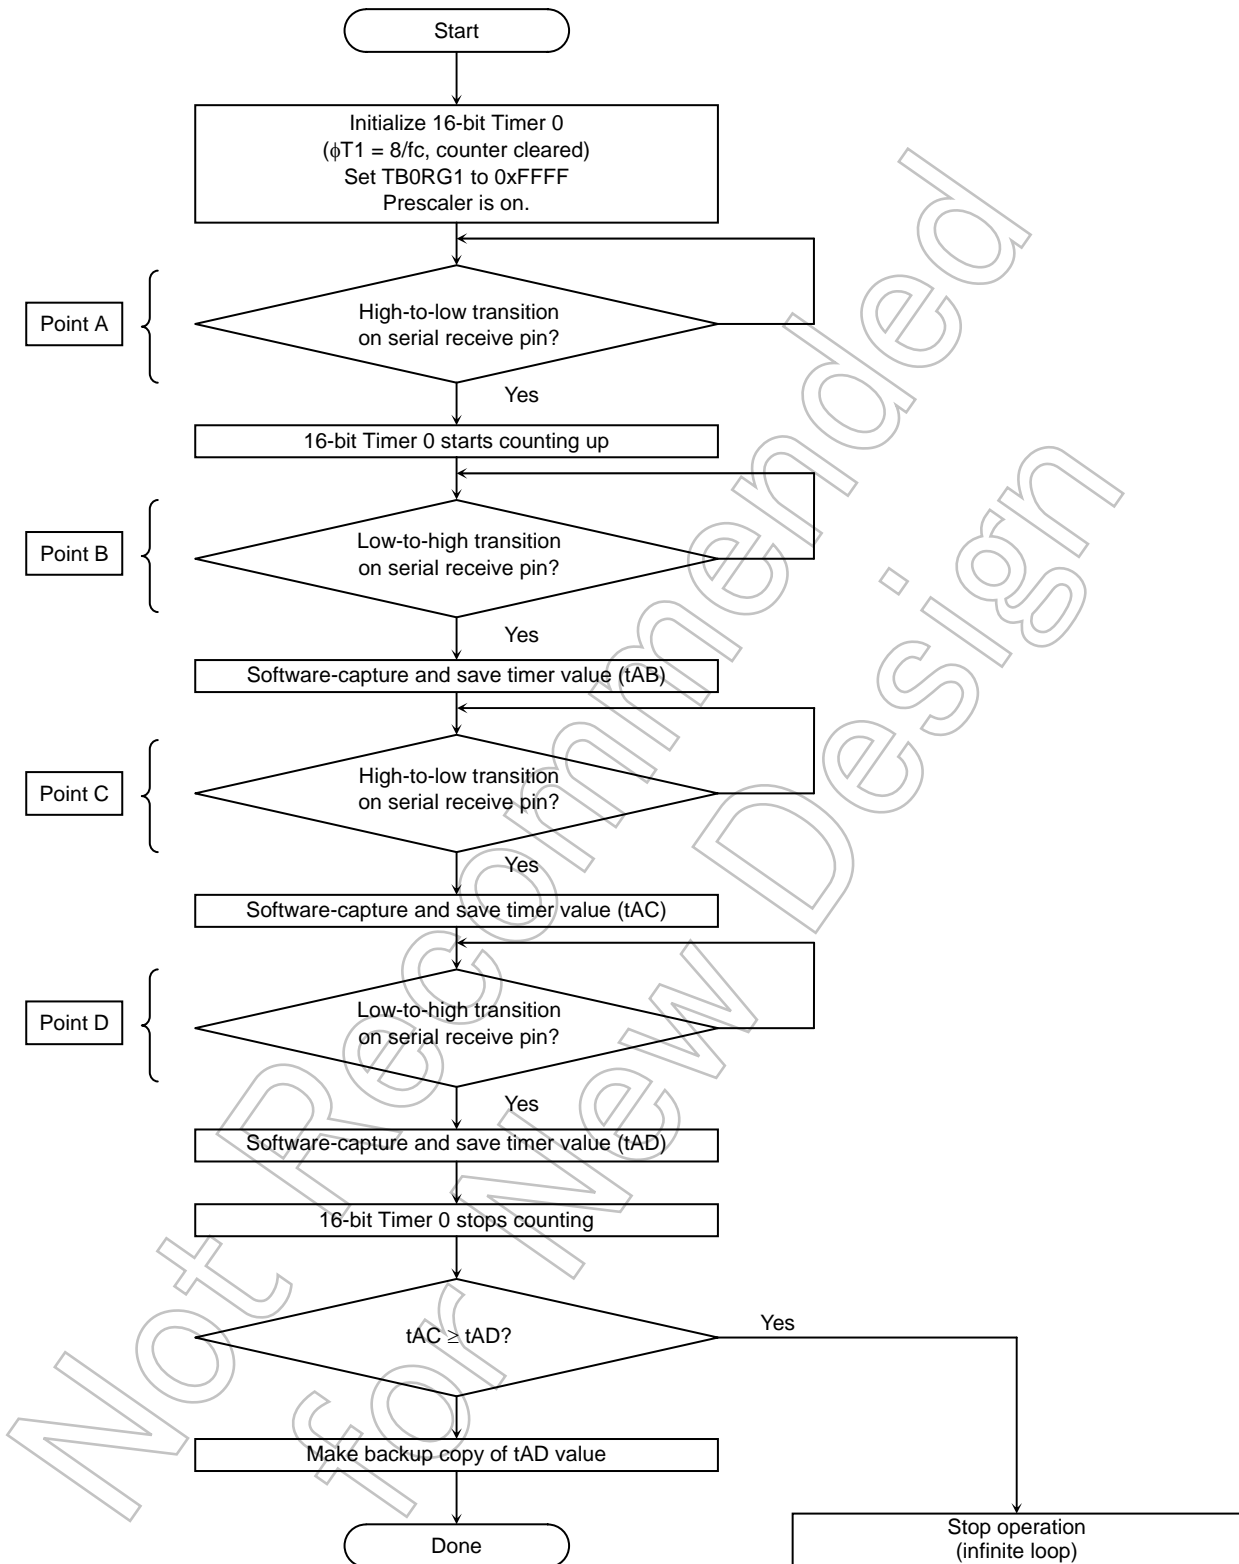 Start
Initialize 16-bit Timer 0
(ϕT1 = 8/fc, counter cleared)
Set TB0RG1 to 0xFFFF
Prescaler is on.
Point A
High-to-low transition
on serial receive pin?
Yes
16-bit Timer 0 starts counting up
Point B
Low-to-high transition
on serial receive pin?
Yes
Software-capture and save timer value (tAB)
Point C
High-to-low transition
on serial receive pin?
Yes
Software-capture and save timer value (tAC)
Point D
Low-to-high transition
on serial receive pin?
Yes
Software-capture and save timer value (tAD)
16-bit Timer 0 stops counting
tAC ≥ tAD?
Yes
Make backup copy of tAD value
Done
Stop operation
(infinite loop)
Not Recommended
for New Design